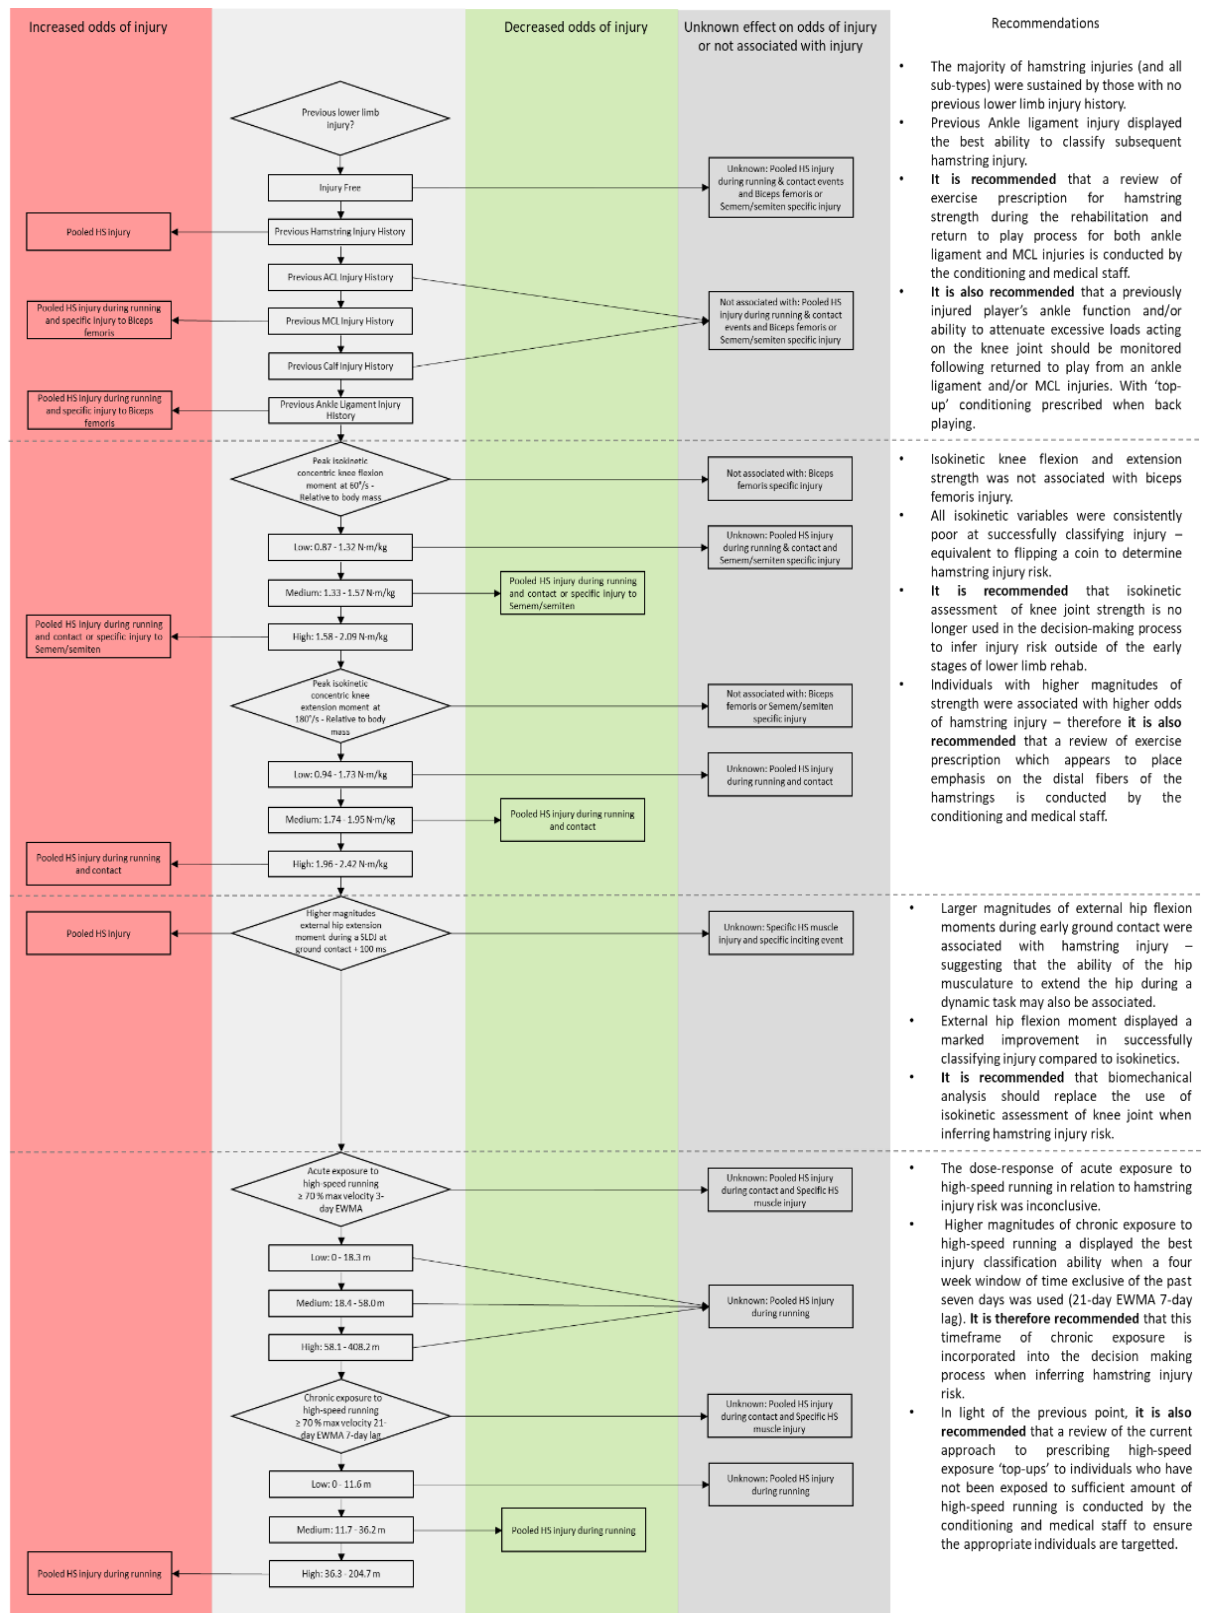 Increased odds of injury
Decreased odds of injury
Unknown effect on odds of injury
or not associated with injury
Recommendations
Previous lower limb
injury?
Injury Free
Unknown: Pooled HS injury
during running & contact events
and Biceps femoris or
Semem/semiten specific injury
Pooled HS injury
Previous Hamstring Injury History
Previous ACL Injury History
Pooled HS injury during running
and specific injury to Biceps
femoris
Previous MCL Injury History
Not associated with: Pooled HS
injury during running & contact
events and Biceps femoris or
Semem/semiten specific injury
Previous Calf Injury History
Pooled HS injury during running
and specific injury to Biceps
femoris
Previous Ankle Ligament Injury
History
• The majority of hamstring injuries (and all
sub-types) were sustained by those with no
previous lower limb injury history.
• Previous Ankle ligament injury displayed
the best ability to classify subsequent
hamstring injury.
• It is recommended that a review of
exercise prescription for hamstring
strength during the rehabilitation and
return to play process for both ankle
ligament and MCL injuries is conducted by
the conditioning and medical staff.
• It is also recommended that a previously
injured player's ankle function and/or
ability to attenuate excessive loads acting
on the knee joint should be monitored
following returned to play from an ankle
ligament and/or MCL injuries. With ‘top-
up’ conditioning prescribed when back
playing.
Peak isokinetic
concentric knee flexion
moment at 60°/s -
Relative to body mass
Not associated with: Biceps
femoris specific injury
Low: 0.87 - 1.32 N·m/kg
Unknown: Pooled HS injury
during running & contact and
Semem/semiten specific injury
Medium: 1.33 - 1.57 N·m/kg
Pooled HS injury during running
and contact or specific injury to
Semem/semiten
Pooled HS injury during running
and contact or specific injury to
Semem/semiten
High: 1.58 - 2.09 N·m/kg
Peak isokinetic
concentric knee
extension moment at
180°/s - Relative to body
mass
Not associated with: Biceps
femoris or Semem/semiten
specific injury
Low: 0.94 - 1.73 N·m/kg
Unknown: Pooled HS injury
during running and contact
Medium: 1.74 - 1.95 N·m/kg
Pooled HS injury during running
and contact
Pooled HS injury during running
and contact
High: 1.96 - 2.42 N·m/kg
• Isokinetic knee flexion and extension
strength was not associated with biceps
femoris injury.
• All isokinetic variables were consistently
poor at successfully classifying injury –
equivalent to flipping a coin to determine
hamstring injury risk.
• It is recommended that isokinetic
assessment of knee joint strength is no
longer used in the decision-making process
to infer injury risk outside of the early
stages of lower limb rehab.
• Individuals with higher magnitudes of
strength were associated with higher odds
of hamstring injury – therefore it is also
recommended that a review of exercise
prescription which appears to place
emphasis on the distal fibers of the
hamstrings is conducted by the
conditioning and medical staff.
Pooled HS Injury
Higher magnitudes
external hip extension
moment during a SLDJ at
ground contact + 100 ms
Unknown: Specific HS muscle
injury and specific inciting event
• Larger magnitudes of external hip flexion
moments during early ground contact were
associated with hamstring injury –
suggesting that the ability of the hip
musculature to extend the hip during a
dynamic task may also be associated.
• External hip flexion moment displayed a
marked improvement in successfully
classifying injury compared to isokinetics.
• It is recommended that biomechanical
analysis should replace the use of
isokinetic assessment of knee joint when
inferring hamstring injury risk.
Acute exposure to
high-speed running
≥ 70 % max velocity 3-
day EWMA
Unknown: Pooled HS injury
during contact and Specific HS
muscle injury
Low: 0 - 18.3 m
Medium: 18.4 - 58.0 m
Unknown: Pooled HS injury
during running
High: 58.1 - 408.2 m
Chronic exposure to
high-speed running
≥ 70 % max velocity 21-
day EWMA 7-day lag
Unknown: Pooled HS injury
during contact and Specific HS
muscle injury
Low: 0 - 11.6 m
Unknown: Pooled HS injury
during running
Medium: 11.7 - 36.2 m
Pooled HS injury during running
Pooled HS injury during running
High: 36.3 - 204.7 m
• The dose-response of acute exposure to
high-speed running in relation to hamstring
injury risk was inconclusive.
• Higher magnitudes of chronic exposure to
high-speed running a displayed the best
injury classification ability when a four
week window of time exclusive of the past
seven days was used (21-day EWMA 7-day
lag). It is therefore recommended that this
timeframe of chronic exposure is
incorporated into the decision making
process when inferring hamstring injury
risk.
• In light of the previous point, it is also
recommended that a review of the current
approach to prescribing high-speed
exposure ‘top-ups’ to individuals who have
not been exposed to sufficient amount of
high-speed running is conducted by the
conditioning and medical staff to ensure
the appropriate individuals are targetted.